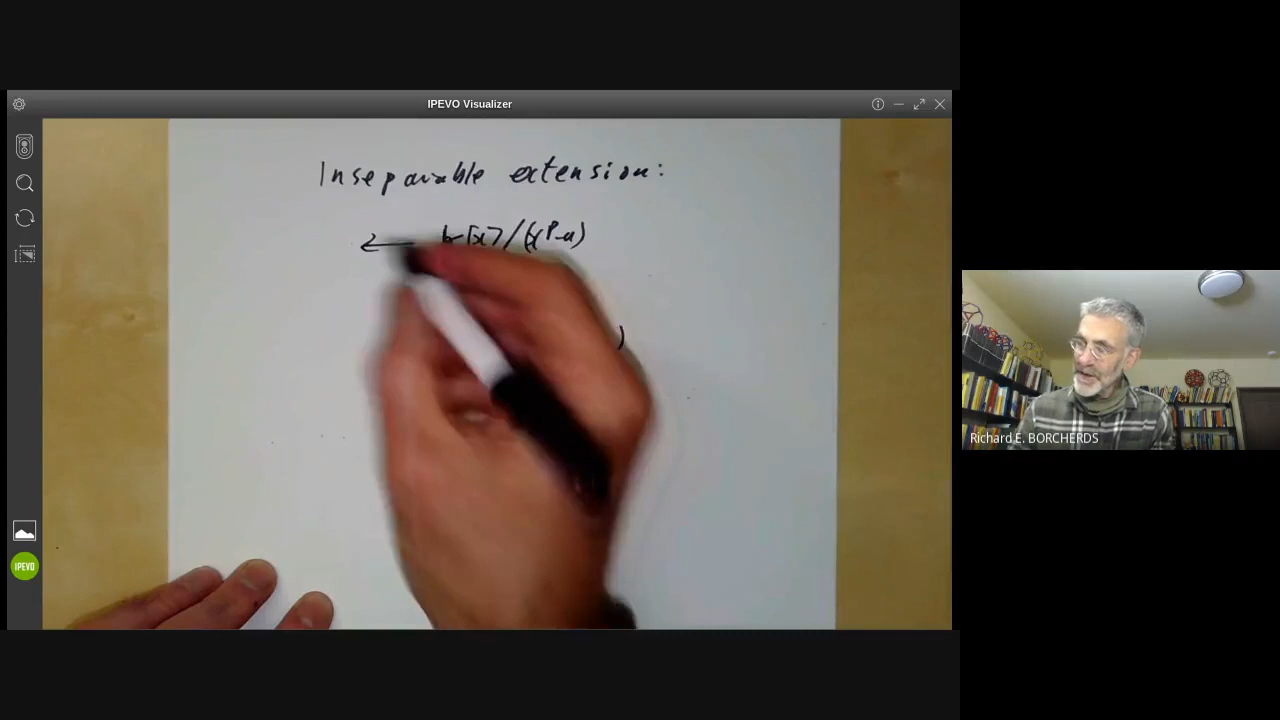 IPEVO Visualizer
Inseparable extension:
← k[x]/(x^p-a)
)
IPEVO
Richard E. BORCHERDS